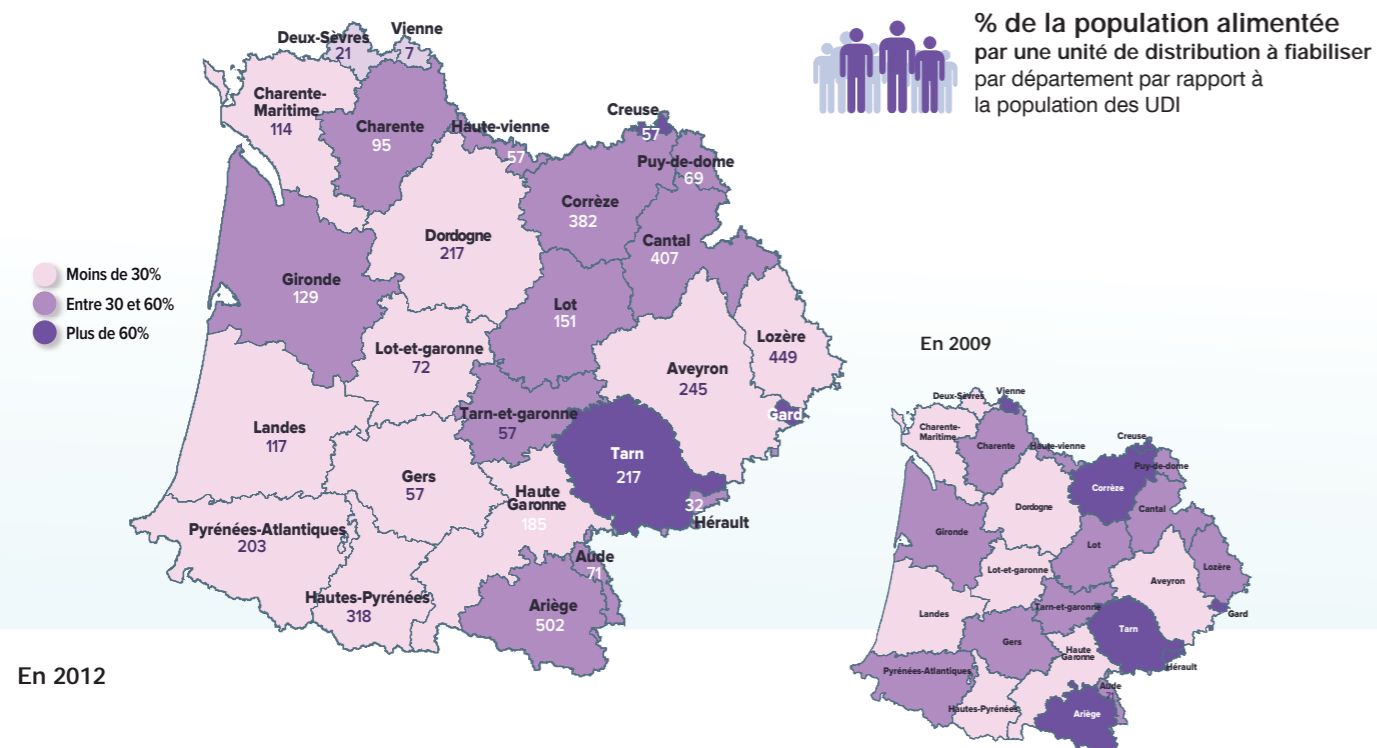 % de la population alimentée
par une unité de distribution à fiabiliser
par département par rapport à
la population des UDI
Deux-Sèvres
21
Vienne
7
Charente-
Maritime
114
Charente
95
Haute-vienne
57
Creuse
57
Puy-de-dome
69
Corrèze
382
Dordogne
217
Cantal
407
Gironde
129
Moins de 30%
Entre 30 et 60%
Plus de 60%
Lot
151
Lozère
449
Lot-et-garonne
72
Aveyron
245
Gard
Tarn-et-garonne
57
Landes
117
Tarn
217
Gers
57
Haute
Garonne
185
32
Hérault
Pyrénées-Atlantiques
203
Aude
71
Hautes-Pyrénées
318
Ariège
502
En 2012
En 2009
Deux-Sèvres
Vienne
Charente-
Maritime
Charente
Haute-vienne
Creuse
Puy-de-dome
Corrèze
Dordogne
Cantal
Gironde
Lot
Lozère
Lot-et-garonne
Aveyron
Tarn-et-garonne
Gard
Landes
Tarn
Gers
Haute
Garonne
Hérault
Pyrénées-Atlantiques
Aude
71
Hautes-Pyrénées
Ariège